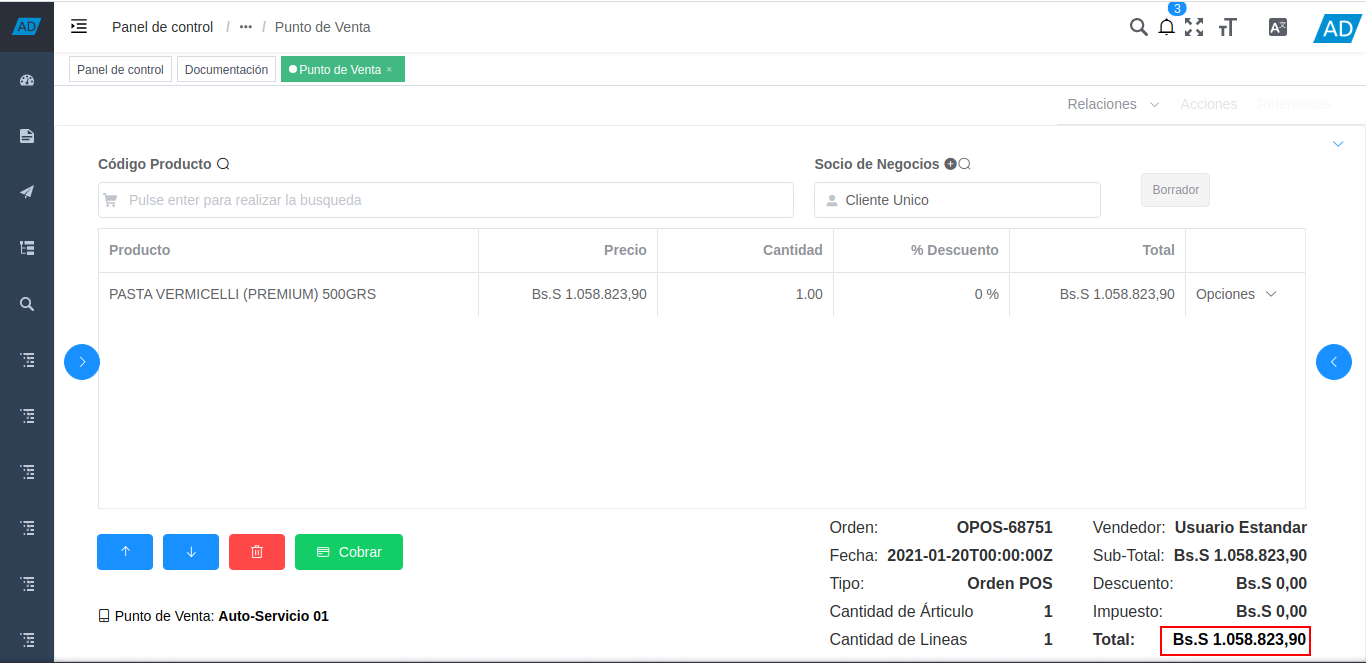 AD
Panel de control / ••• / Punto de Venta
3
AD
Panel de control
Documentación
Punto de Venta ×
Relaciones
Acciones
Referencias
Código Producto
Socio de Negocios
Pulse enter para realizar la busqueda
Cliente Unico
Borrador
Producto Precio Cantidad % Descuento Total
PASTA VERMICELLI (PREMIUM) 500GRS Bs.S 1.058.823,90 1.00 0 % Bs.S 1.058.823,90 Opciones
Cobrar
Punto de Venta: Auto-Servicio 01
Orden: OPOS-68751
Fecha: 2021-01-20T00:00:00Z
Tipo: Orden POS
Cantidad de Árticulo 1
Cantidad de Lineas 1
Vendedor: Usuario Estandar
Sub-Total: Bs.S 1.058.823,90
Descuento: Bs.S 0,00
Impuesto: Bs.S 0,00
Total: Bs.S 1.058.823,90